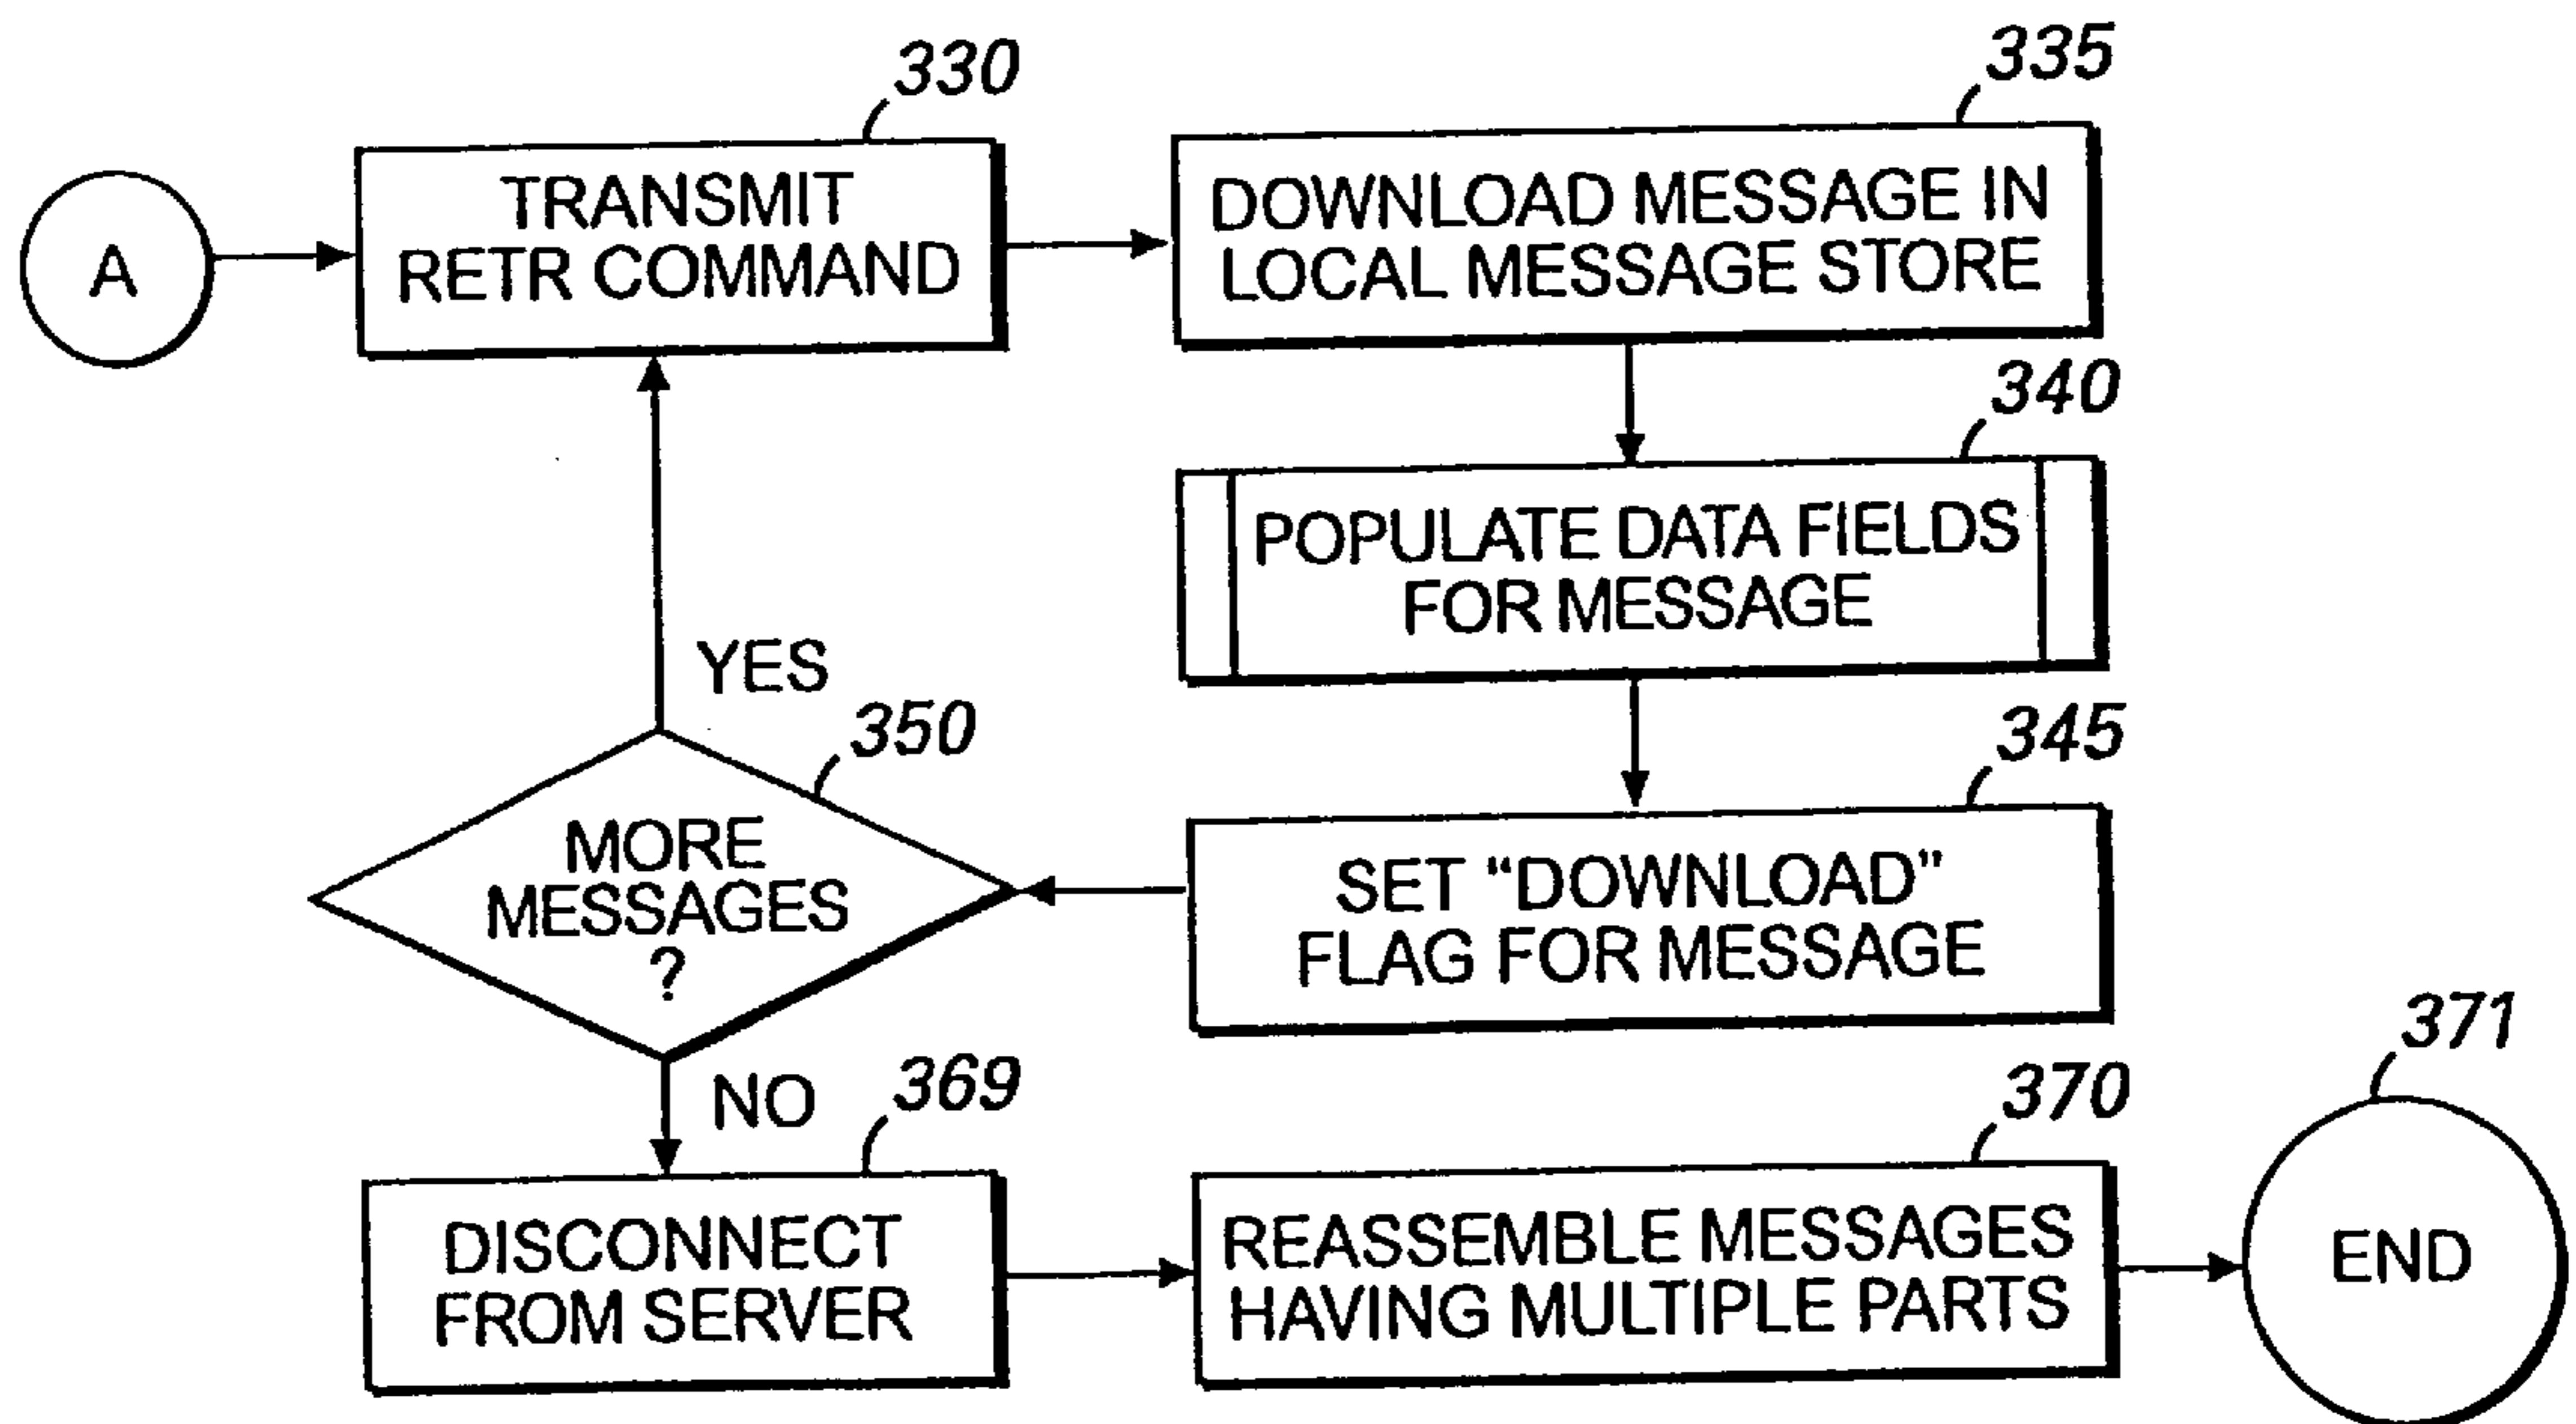 330
335
A
TRANSMIT
RETR COMMAND
DOWNLOAD MESSAGE IN
LOCAL MESSAGE STORE
340
POPULATE DATA FIELDS
FOR MESSAGE
YES
350
345
MORE
MESSAGES
?
SET “DOWNLOAD”
FLAG FOR MESSAGE
NO
369
370
371
DISCONNECT
FROM SERVER
REASSEMBLE MESSAGES
HAVING MULTIPLE PARTS
END